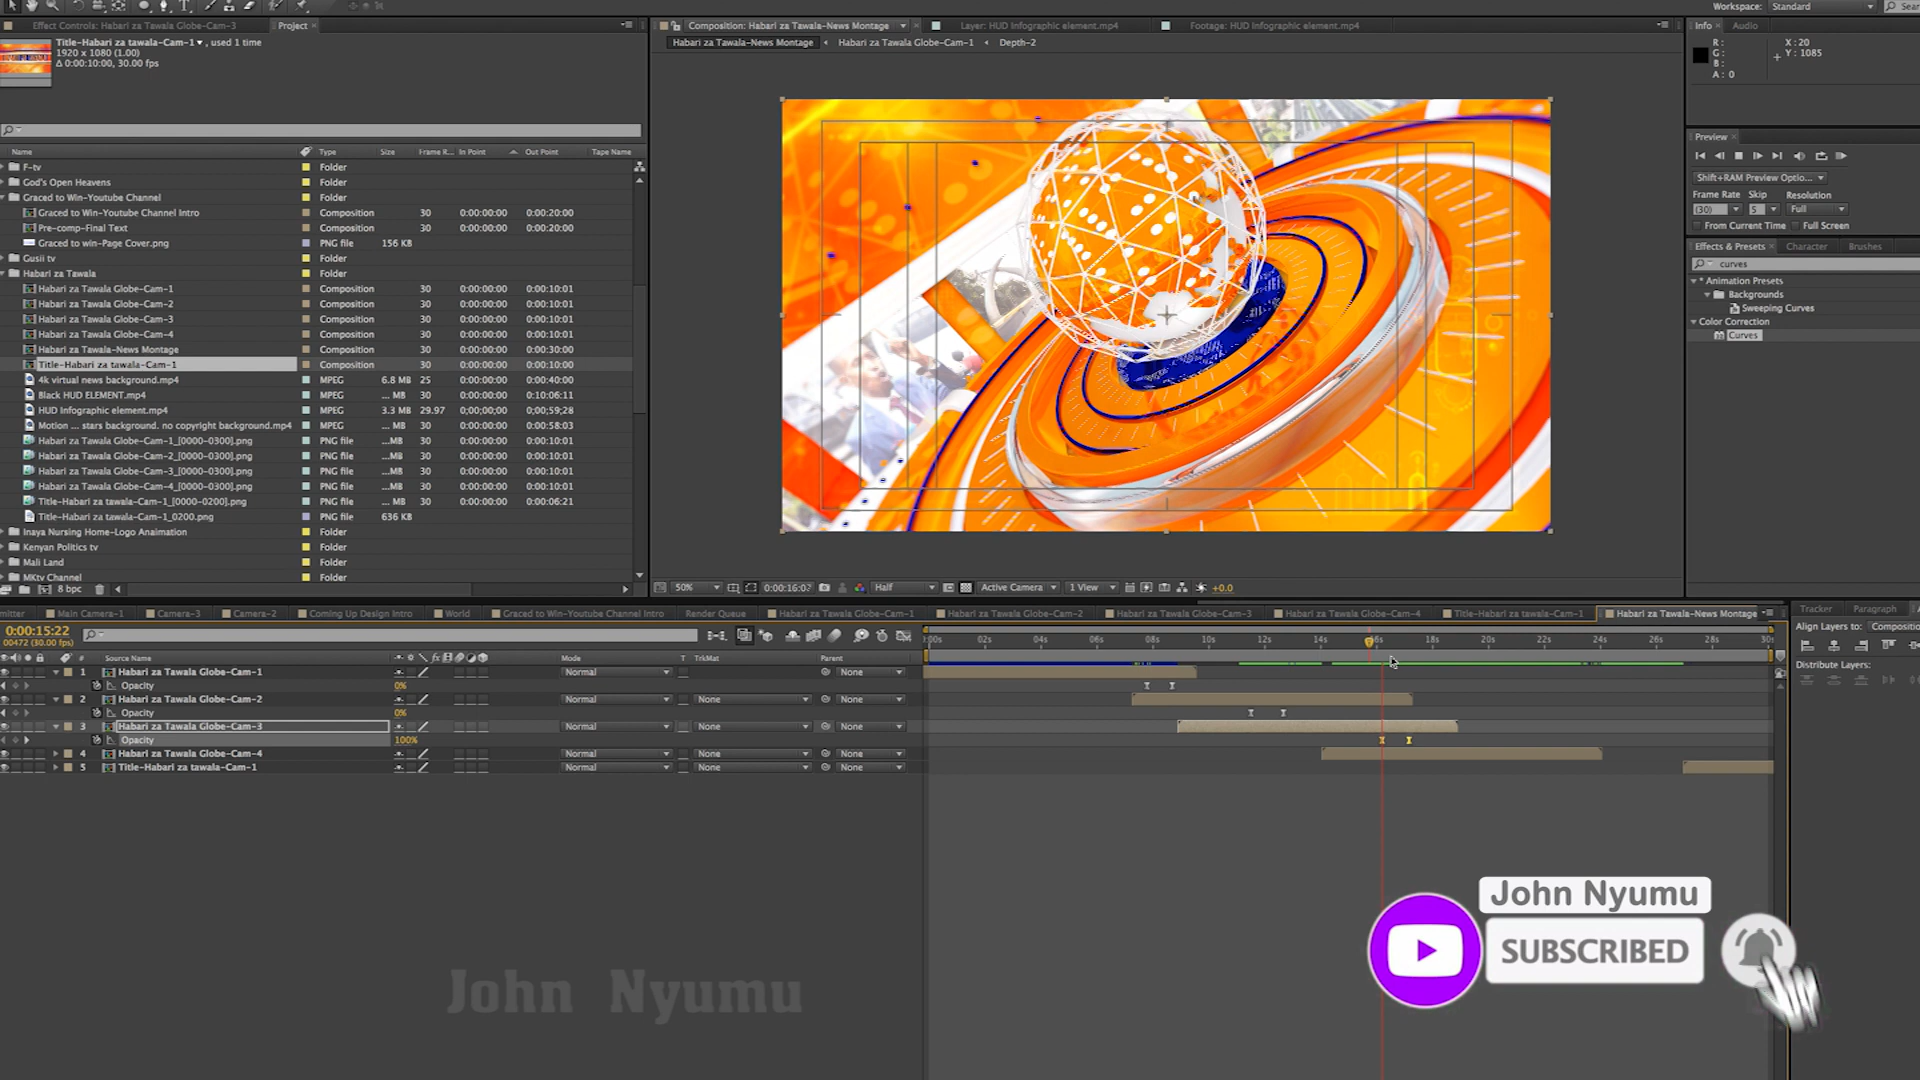 Workspace: Standard
Effect Controls: Habari za Tawala Globe-Cam-3
Project
Title-Habari za tawala-Cam-1▼, used 1 time
1920 x 1080 (1.00)
Δ 0:00:10:00, 30.00 fps
Name Type Size Frame R... In Point Out Point Tape Name
F-tv Folder
God's Open Heavens Folder
Graced to Win-Youtube Channel Folder
Graced to Win-Youtube Channel Intro Composition 30 0:00:00:00 0:00:20:00
Pre-comp-Final Text Composition 30 0:00:00:00 0:00:20:00
Graced to win-Page Cover.png PNG file 156 KB
Gusii tv Folder
Habari za Tawala Folder
Habari za Tawala Globe-Cam-1 Composition 30 0:00:00:00 0:00:10:01
Habari za Tawala Globe-Cam-2 Composition 30 0:00:00:00 0:00:10:01
Habari za Tawala Globe-Cam-3 Composition 30 0:00:00:00 0:00:10:01
Habari za Tawala Globe-Cam-4 Composition 30 0:00:00:00 0:00:10:01
Habari za Tawala-News Montage Composition 30 0:00:00:00 0:00:30:00
Title-Habari za tawala-Cam-1 Composition 30 0:00:00:00 0:00:10:00
4k virtual news background.mp4 MPEG 6.8 MB 25 0:00:00:00 0:00:40:00
Black HUD ELEMENT.mp4 MPEG ... MB 30 0:00:00:00 0:10:06:11
HUD Infographic element.mp4 MPEG 3.3 MB 29.97 0;00;00;00 0;00;59;28
Motion ... stars background. no copyright background.mp4 MPEG ... MB 30 0:00:00:00 0:00:58:03
Habari za Tawala Globe-Cam-1_[0000-0300].png PNG file ...MB 30 0:00:00:00 0:00:10:01
Habari za Tawala Globe-Cam-2_[0000-0300].png PNG file ...MB 30 0:00:00:00 0:00:10:01
Habari za Tawala Globe-Cam-3_[0000-0300].png PNG file ...MB 30 0:00:00:00 0:00:10:01
Habari za Tawala Globe-Cam-4_[0000-0300].png PNG file ...MB 30 0:00:00:00 0:00:10:01
Title-Habari za tawala-Cam-1_[0000-0200].png PNG file ... MB 30 0:00:00:00 0:00:06:21
Title-Habari za tawala-Cam-1_0200.png PNG file 636 KB
Inaya Nursing Home-Logo Anaimation Folder
Kenyan Politics tv Folder
Mali Land Folder
MKtv Channel Folder
8 bpc
Composition: Habari za Tawala-News Montage
Layer: HUD Infographic element.mp4
Footage: HUD Infographic element.mp4
Habari za Tawala-News Montage Habari za Tawala Globe-Cam-1 Depth-2
50% 0:00:16:07 Half Active Camera 1 View +0.0
Info Audio
R: X: 20
G: Y: 1085
B:
A: 0
Preview
Shift+RAM Preview Optio...
Frame Rate Skip Resolution
(30) 5 Full
From Current Time Full Screen
Effects & Presets Character Brushes
curves
* Animation Presets
Backgrounds
Sweeping Curves
Color Correction
Curves
Main Camera-1 Camera-3 Camera-2 Coming Up Design Intro World Graced to Win-Youtube Channel Intro Render Queue Habari za Tawala Globe-Cam-1 Habari za Tawala Globe-Cam-2 Habari za Tawala Globe-Cam-3 Habari za Tawala Globe-Cam-4 Title-Habari za tawala-Cam-1 Habari za Tawala-News Montage
Tracker Paragraph
0:00:15:22
00472 (30.00 fps)
02s 04s 06s 08s 10s 12s 14s 16s 18s 20s 22s 24s 26s 28s
Align Layers to:
Distribute Layers:
Source Name Mode T TrkMat Parent
1 Habari za Tawala Globe-Cam-1 Normal None
Opacity 0%
2 Habari za Tawala Globe-Cam-2 Normal None None
Opacity 0%
3 Habari za Tawala Globe-Cam-3 Normal None None
Opacity 100%
4 Habari za Tawala Globe-Cam-4 Normal None None
5 Title-Habari za tawala-Cam-1 Normal None None
John Nyumu
SUBSCRIBED
John Nyumu